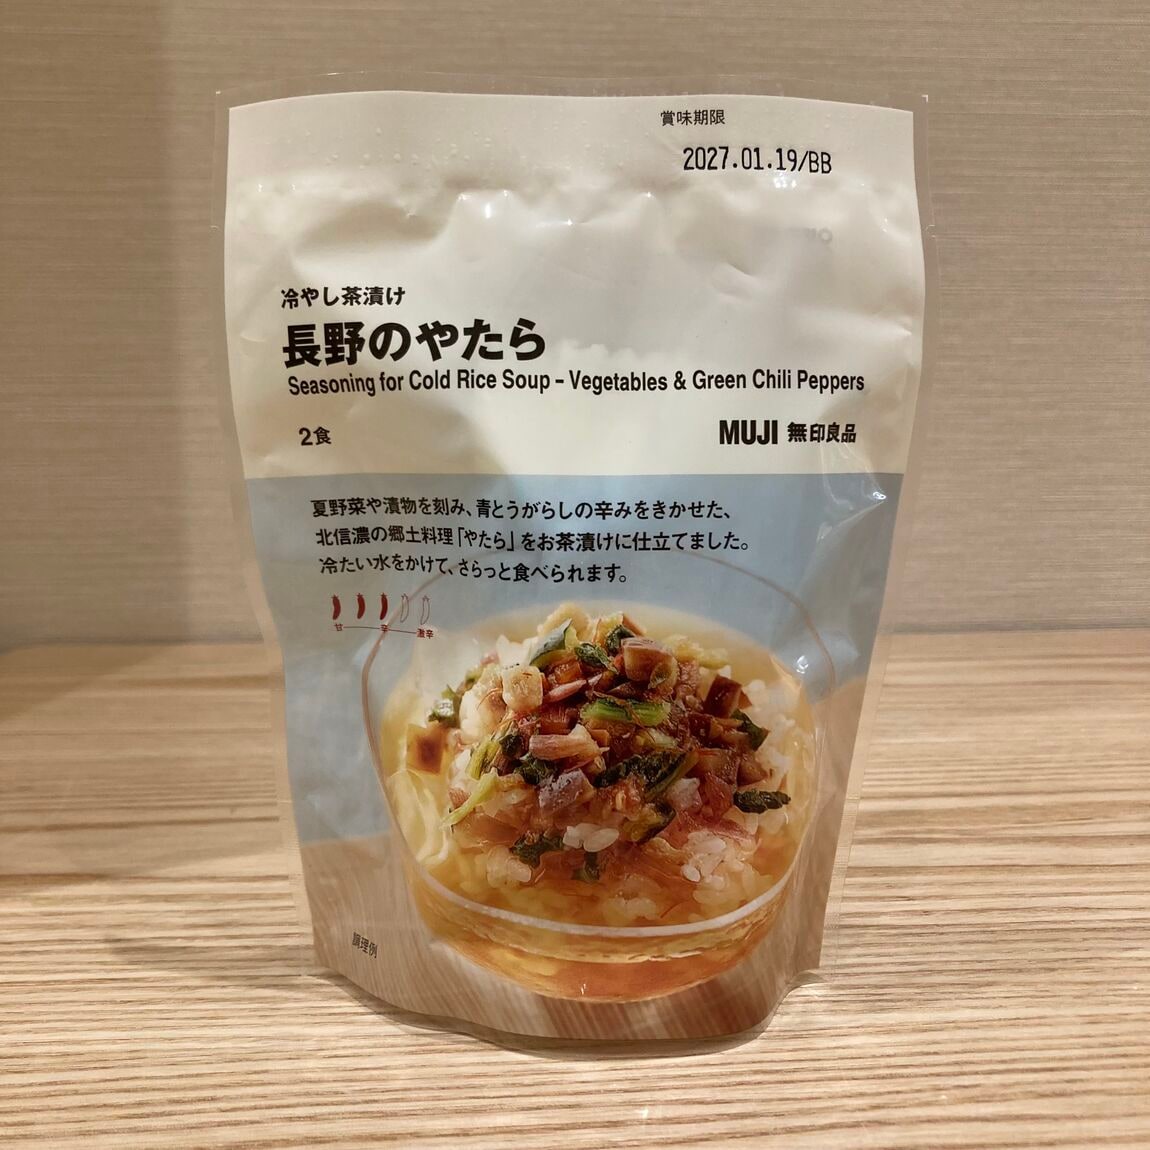 賞味期限
2027.01.19/BB
冷やし茶漬け
長野のやたら
Seasoning for Cold Rice Soup – Vegetables & Green Chili Peppers
2食
MUJI 無印良品
夏野菜や漬物を刻み、青とうがらしの辛みをきかせた、
北信濃の郷土料理「やたら」をお茶漬けに仕立てました。
冷たい水をかけて、さらっと食べられます。
甘 辛 激辛
調理例